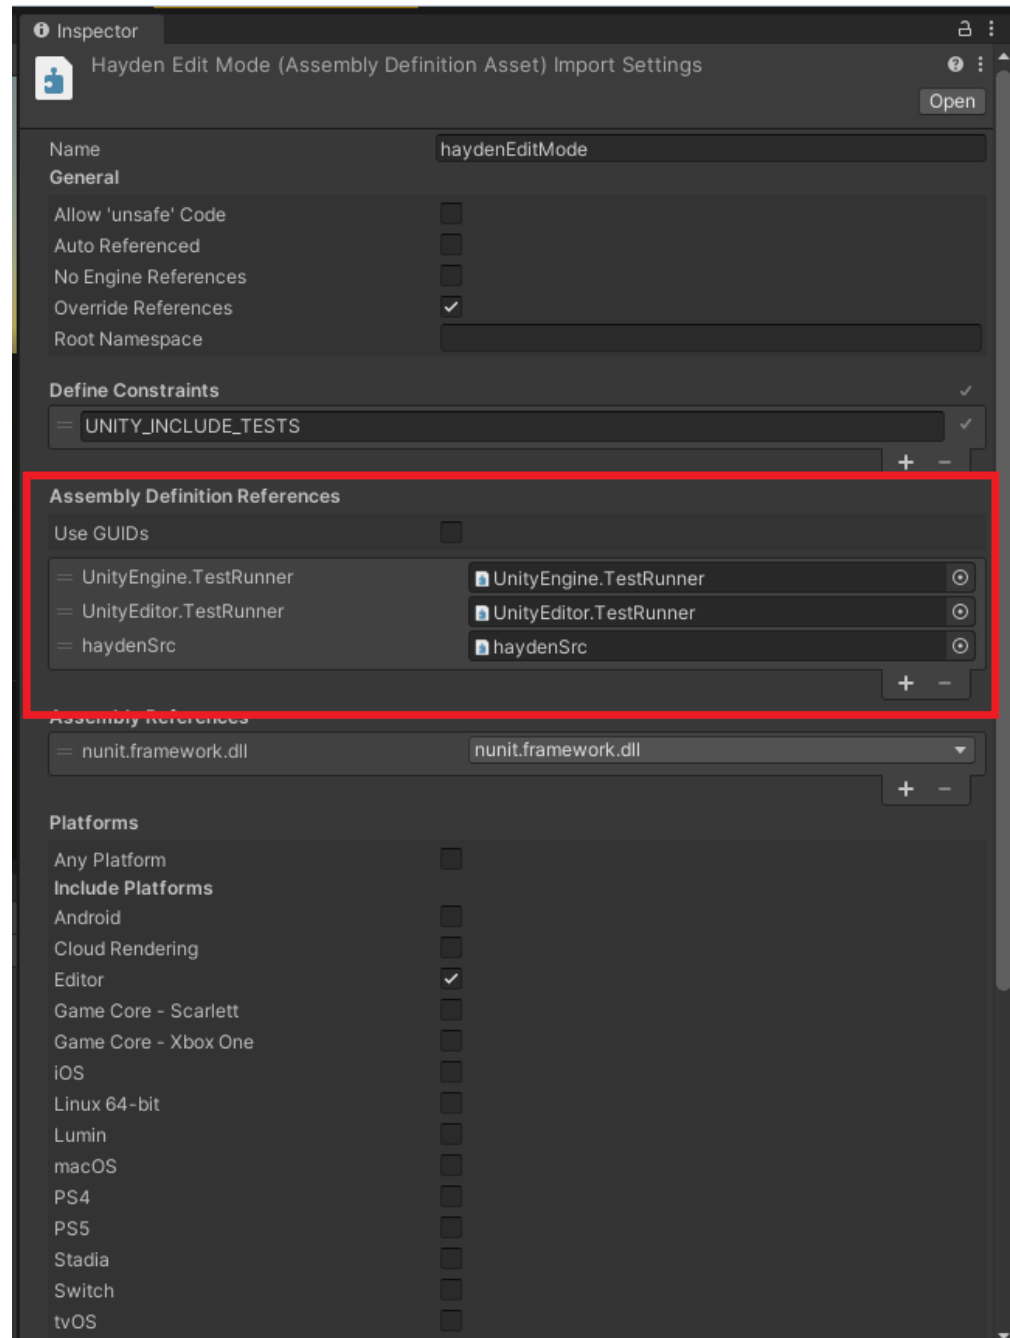 Inspector
Hayden Edit Mode (Assembly Definition Asset) Import Settings
Open
Name haydenEditMode
General
Allow 'unsafe' Code
Auto Referenced
No Engine References
Override References
Root Namespace
Define Constraints
UNITY_INCLUDE_TESTS
Assembly Definition References
Use GUIDs
UnityEngine.TestRunner UnityEngine.TestRunner
UnityEditor.TestRunner UnityEditor.TestRunner
haydenSrc haydenSrc
Assembly References
nunit.framework.dll nunit.framework.dll
Platforms
Any Platform
Include Platforms
Android
Cloud Rendering
Editor
Game Core - Scarlett
Game Core - Xbox One
iOS
Linux 64-bit
Lumin
macOS
PS4
PS5
Stadia
Switch
tvOS